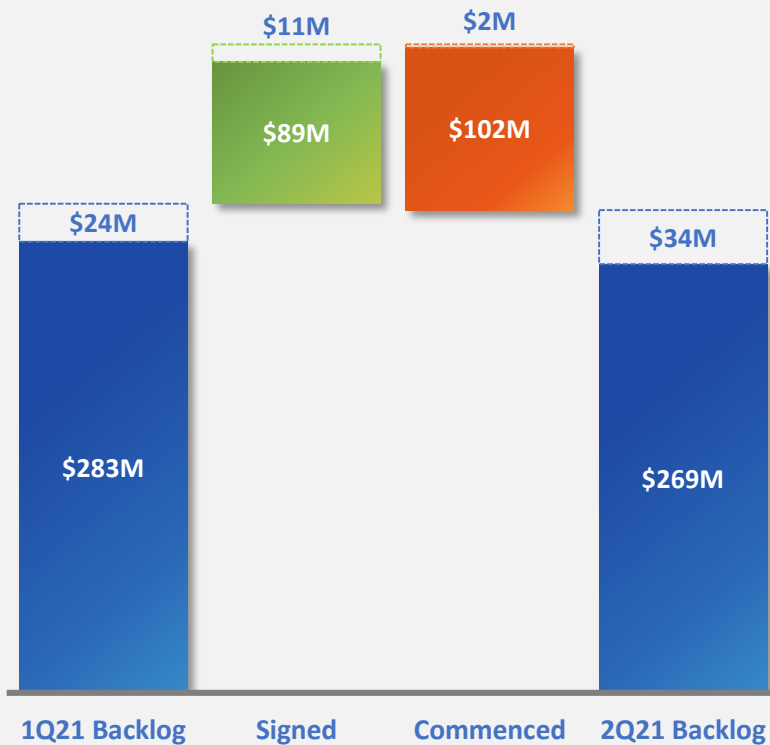 $11M
$2M
$89M
$102M
$24M
$34M
$283M
$269M
1Q21 Backlog
Signed
Commenced
2Q21 Backlog